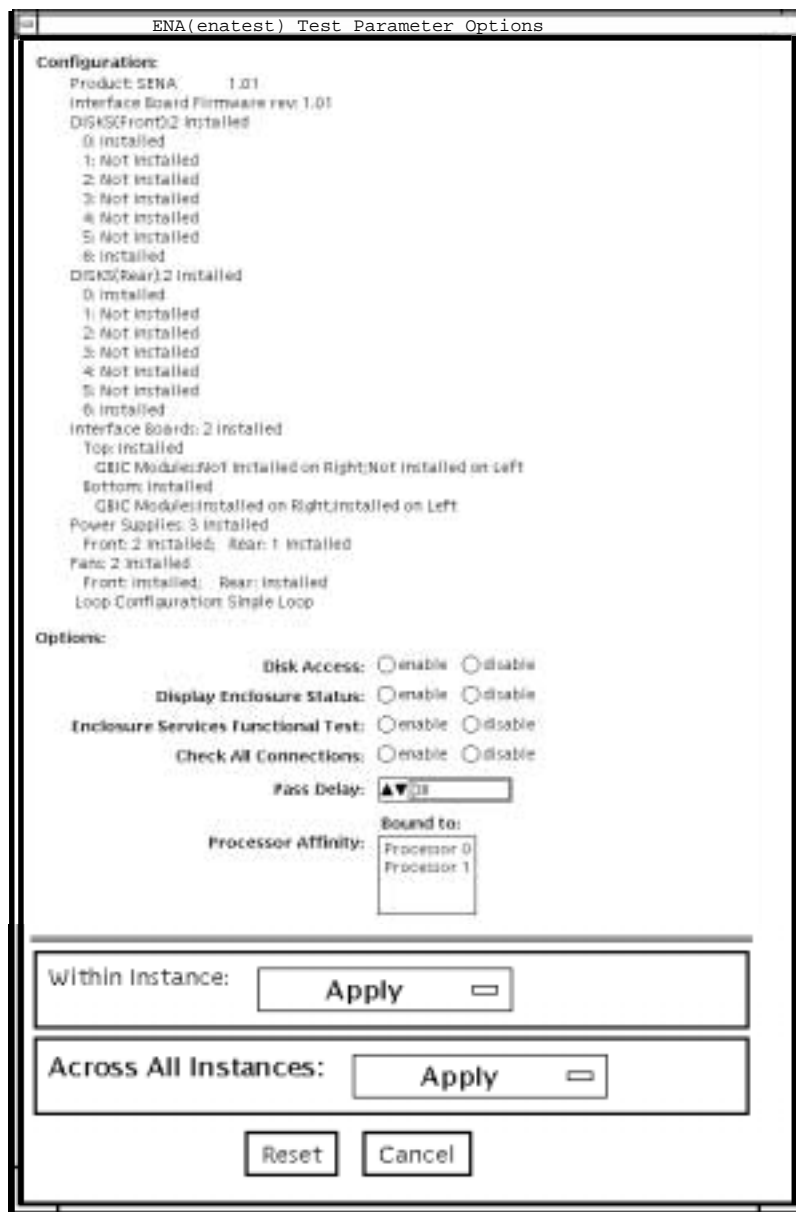 ENA(enatest) Test Parameter Options
Configuration:
Product: SENA 1.01
Interface Board Firmware rev: 1.01
DISKS(Front):2 Installed
0: Installed
1: Not Installed
2: Not Installed
3: Not Installed
4: Not Installed
5: Not Installed
6: Installed
DISKS(Rear):2 Installed
0: Installed
1: Not Installed
2: Not Installed
3: Not Installed
4: Not Installed
5: Not Installed
6: Installed
Interface Boards: 2 Installed
Top: Installed
GBIC Modules:Not Installed on Right;Not Installed on Left
Bottom: Installed
GBIC Modules:Installed on Right;Installed on Left
Power Supplies: 3 Installed
Front: 2 Installed; Rear: 1 Installed
Fans: 2 Installed
Front: Installed; Rear: Installed
Loop Configuration: Single Loop
Options:
Disk Access: enable disable
Display Enclosure Status: enable disable
Enclosure Services Functional Test: enable disable
Check All Connections: enable disable
Pass Delay:
Bound to:
Processor Affinity: Processor 0
Processor 1
Within Instance: Apply
Across All Instances: Apply
Reset Cancel